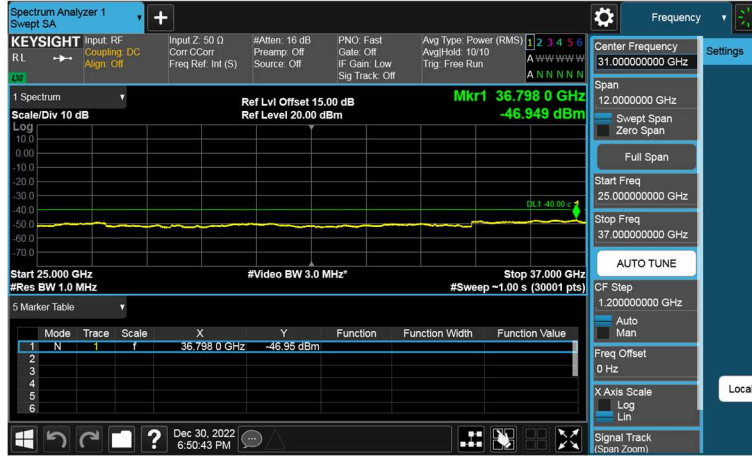 Spectrum Analyzer 1
Swept SA
+
Frequency
KEYSIGHT
RL
LXI
Input: RF
Coupling: DC
Align: Off
Input Z: 50 Ω
Corr CCorr
Freq Ref: Int (S)
#Atten: 16 dB
Preamp: Off
Source: Off
PNO: Fast
Gate: Off
IF Gain: Low
Sig Track: Off
Avg Type: Power (RMS)
Avg|Hold: 10/10
Trig: Free Run
1 2 3 4 5 6
A W W W W W
A N N N N N
1 Spectrum
Scale/Div 10 dB
Ref Lvl Offset 15.00 dB
Ref Level 20.00 dBm
Mkr1 36.798 0 GHz
-46.949 dBm
Log
10.0
0.00
-10.0
-20.0
-30.0
-40.0
-50.0
-60.0
-70.0
DL1 -40.00 c
1
Start 25.000 GHz
#Res BW 1.0 MHz
#Video BW 3.0 MHz*
Stop 37.000 GHz
#Sweep ~1.00 s (30001 pts)
5 Marker Table
Mode Trace Scale X Y Function Function Width Function Value
1 N 1 f 36.798 0 GHz -46.95 dBm
2
3
4
5
6
Dec 30, 2022
6:50:43 PM
?
Center Frequency
31.000000000 GHz
Settings
Span
12.0000000 GHz
Swept Span
Zero Span
Full Span
Start Freq
25.000000000 GHz
Stop Freq
37.000000000 GHz
AUTO TUNE
CF Step
1.200000000 GHz
Auto
Man
Freq Offset
0 Hz
X Axis Scale
Log
Lin
Local
Signal Track
(Span Zoom)